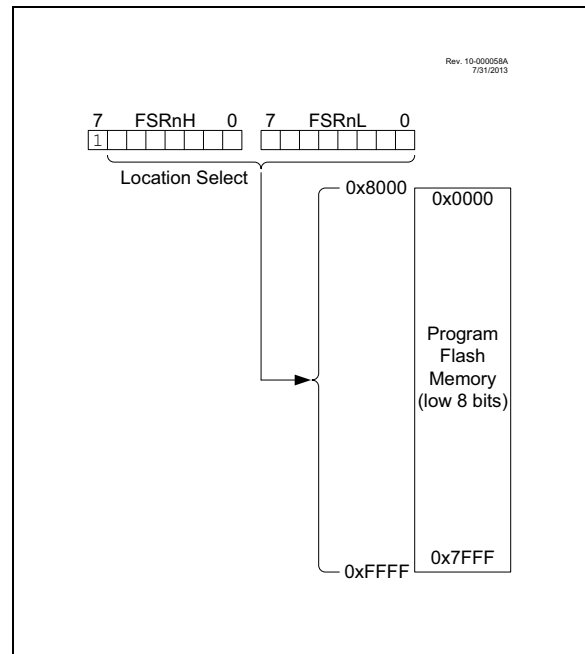 Rev. 10-000058A
7/31/2013
7 FSRnH 0 7 FSRnL 0
1
Location Select
0x8000 0x0000
Program
Flash
Memory
(low 8 bits)
0x7FFF
0xFFFF